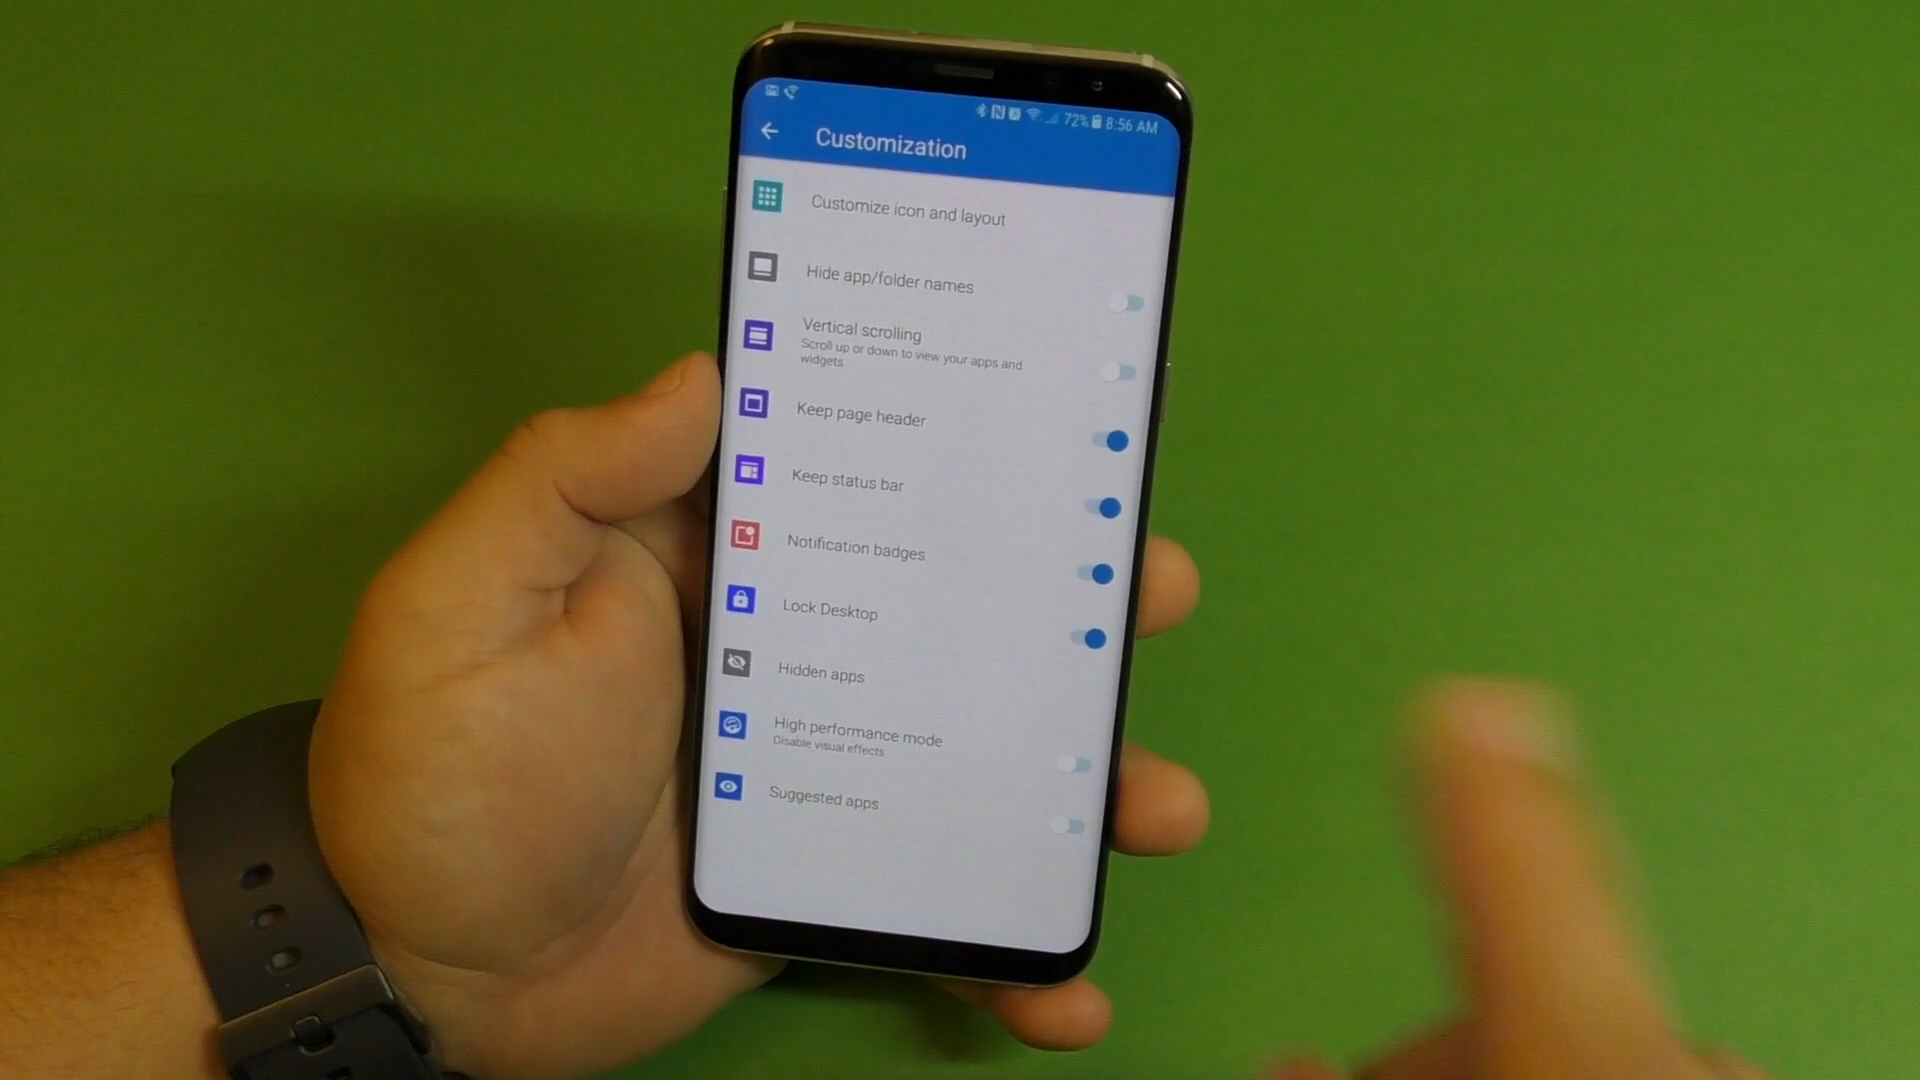 72% 8:56 AM
Customization
Customize icon and layout
Hide app/folder names
Vertical scrolling
Scroll up or down to view your apps and
widgets
Keep page header
Keep status bar
Notification badges
Lock Desktop
Hidden apps
High performance mode
Disable visual effects
Suggested apps